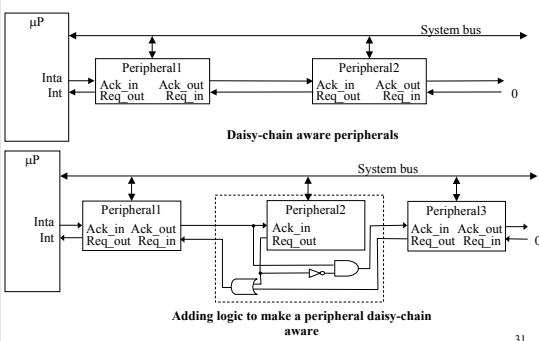 μP
System bus
Peripheral1
Peripheral2
Inta
Ack_in Ack_out
Ack_in Ack_out
Int
Req_out Req_in
Req_out Req_in
0
Daisy-chain aware peripherals
μP
System bus
Peripheral1
Peripheral2
Peripheral3
Inta
Ack_in Ack_out
Ack_in
Ack_in Ack_out
Int
Req_out Req_in
Req_out
Req_out Req_in
0
Adding logic to make a peripheral daisy-chain
aware
31